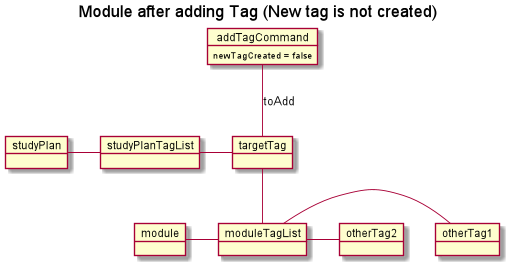 Module after adding Tag (New tag is not created)
addTagCommand
newTagCreated = false
toAdd
studyPlan
studyPlanTagList
targetTag
module
moduleTagList
otherTag2
otherTag1